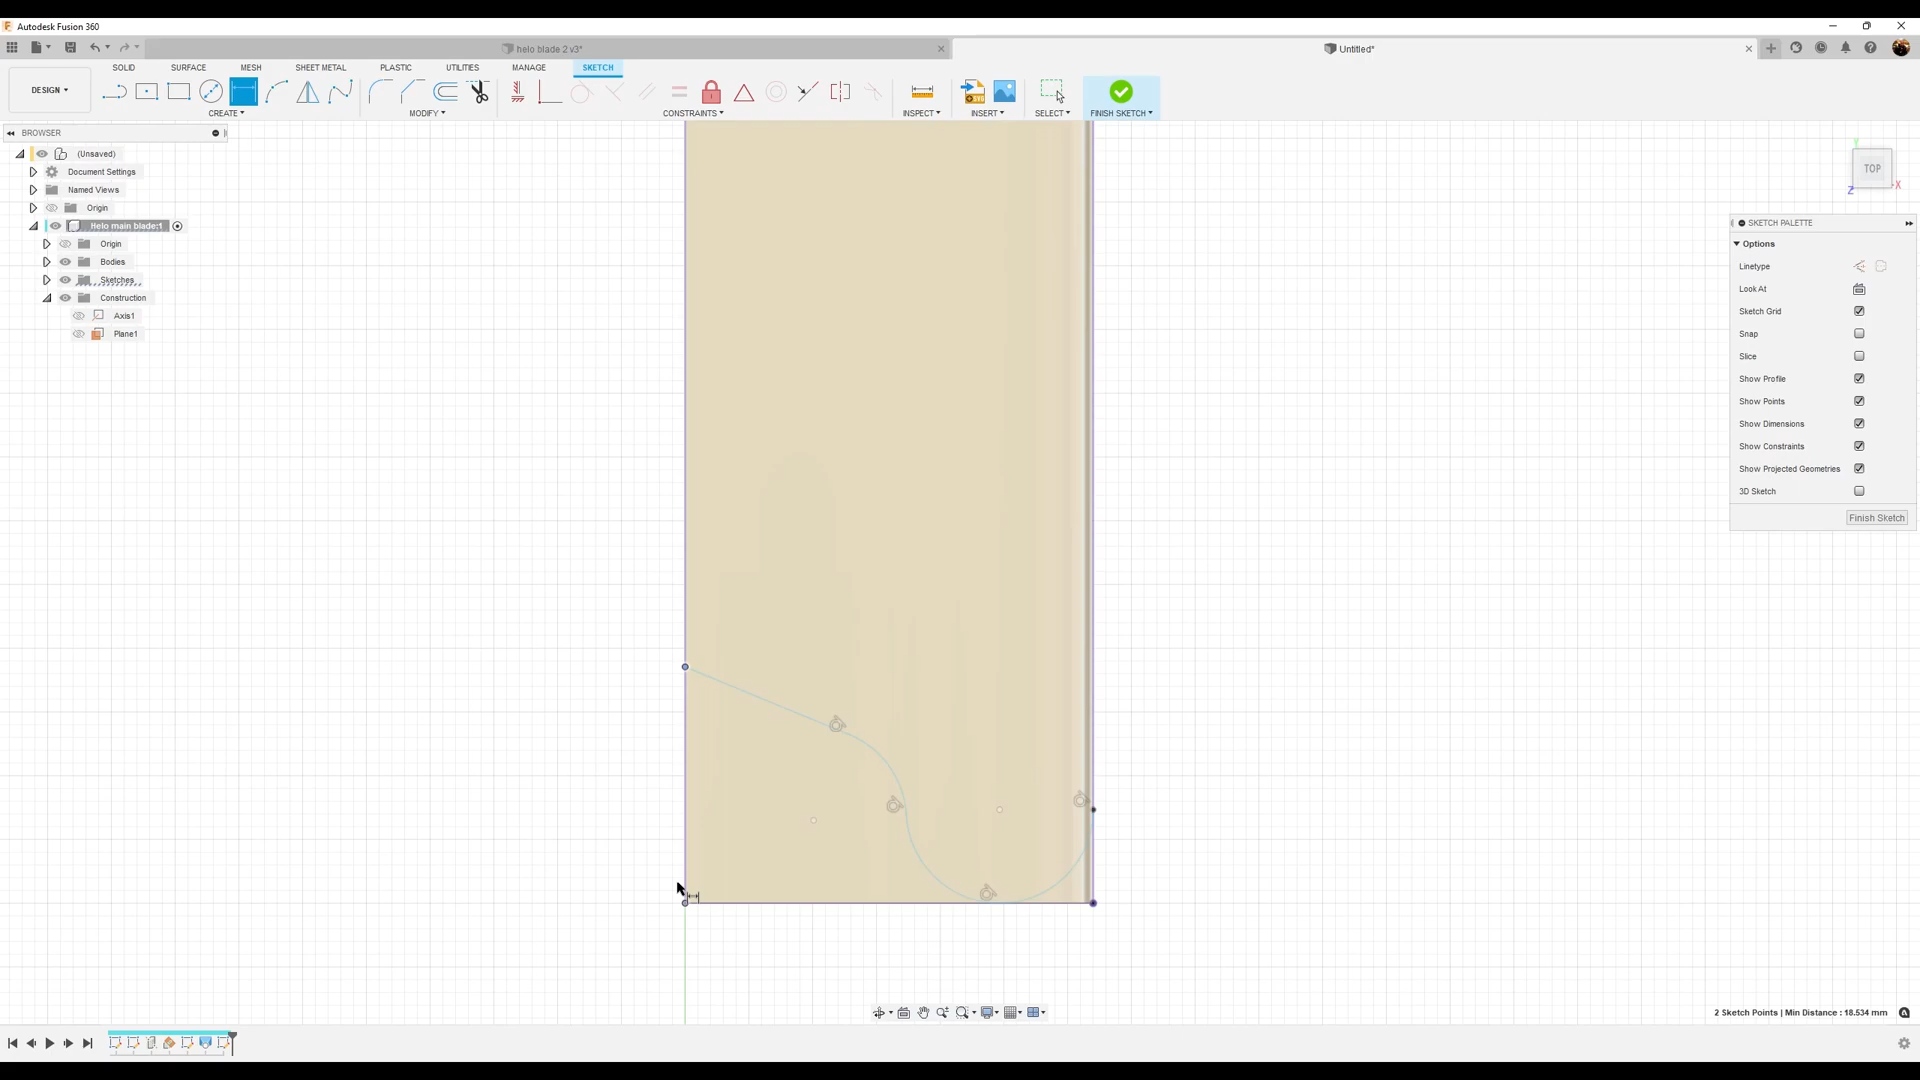 Autodesk Fusion 360
helo blade 2 v3*
Untitled*
SOLID SURFACE MESH SHEET METAL PLASTIC UTILITIES MANAGE SKETCH
DESIGN
CREATE MODIFY CONSTRAINTS INSPECT INSERT SELECT FINISH SKETCH
BROWSER
(Unsaved)
Document Settings
Named Views
Origin
Helo main blade:1
Origin
Bodies
Sketches
Construction
Axis1
Plane1
Y
TOP
X
Z
SKETCH PALETTE
Options
Linetype
Look At
Sketch Grid
Snap
Slice
Show Profile
Show Points
Show Dimensions
Show Constraints
Show Projected Geometries
3D Sketch
Finish Sketch
2 Sketch Points | Min Distance : 18.534 mm